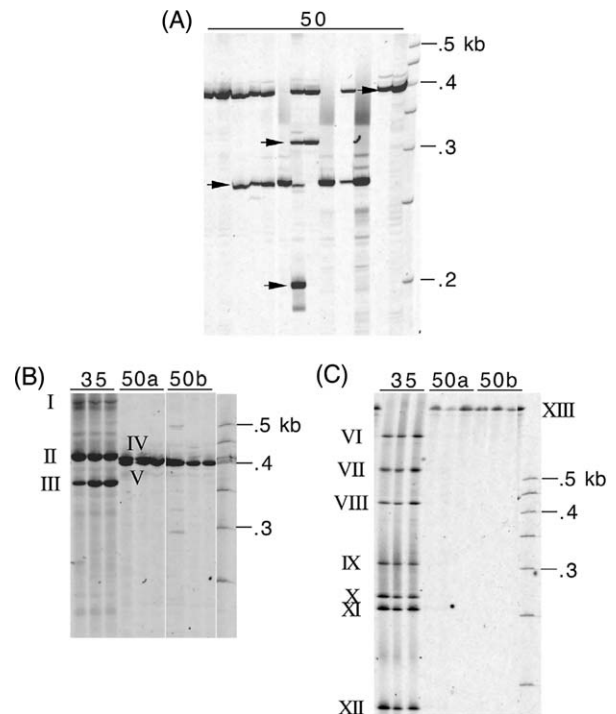 (A)
50
.5 kb
.4
.3
.2
(B)
35 50a 50b
I
.5 kb
II IV
.4
V
III
.3
(C)
35 50a 50b
XIII
VI
VII
.5 kb
VIII
.4
IX
.3
X
XI
XII